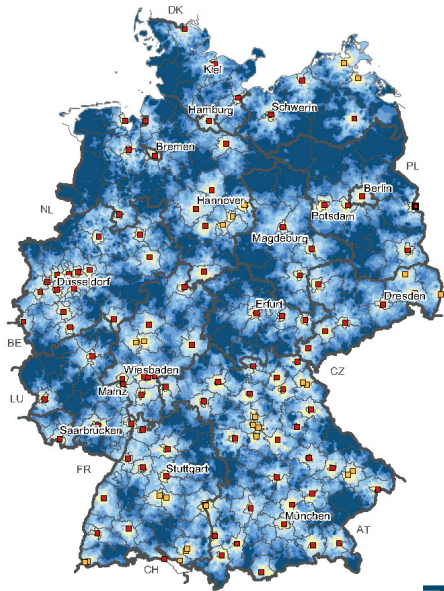 DK
Kiel
Hamburg
Schwerin
Bremen
PL
Berlin
NL
Hannover
Potsdam
Magdeburg
Düsseldorf
Dresden
Erfurt
BE
CZ
Wiesbaden
LU
Mainz
Saarbrücken
FR
Stuttgart
München
AT
CH